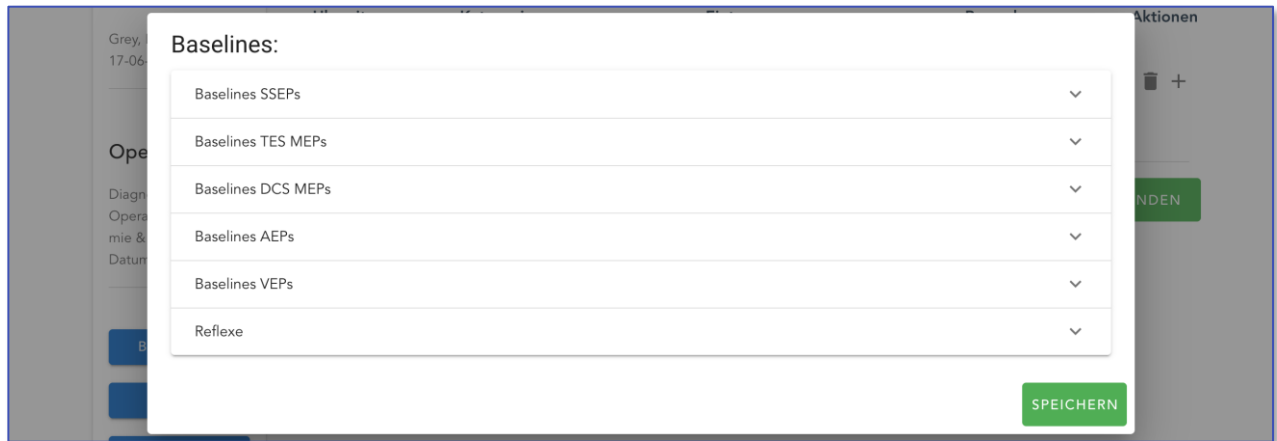 Aktionen
Grey,
17-06-
Baselines:
Baselines SSEPs
Baselines TES MEPs
Baselines DCS MEPs
Baselines AEPs
Baselines VEPs
Reflexe
Ope
Diagn
Opera
mie &
Datum
NDEN
B
SPEICHERN